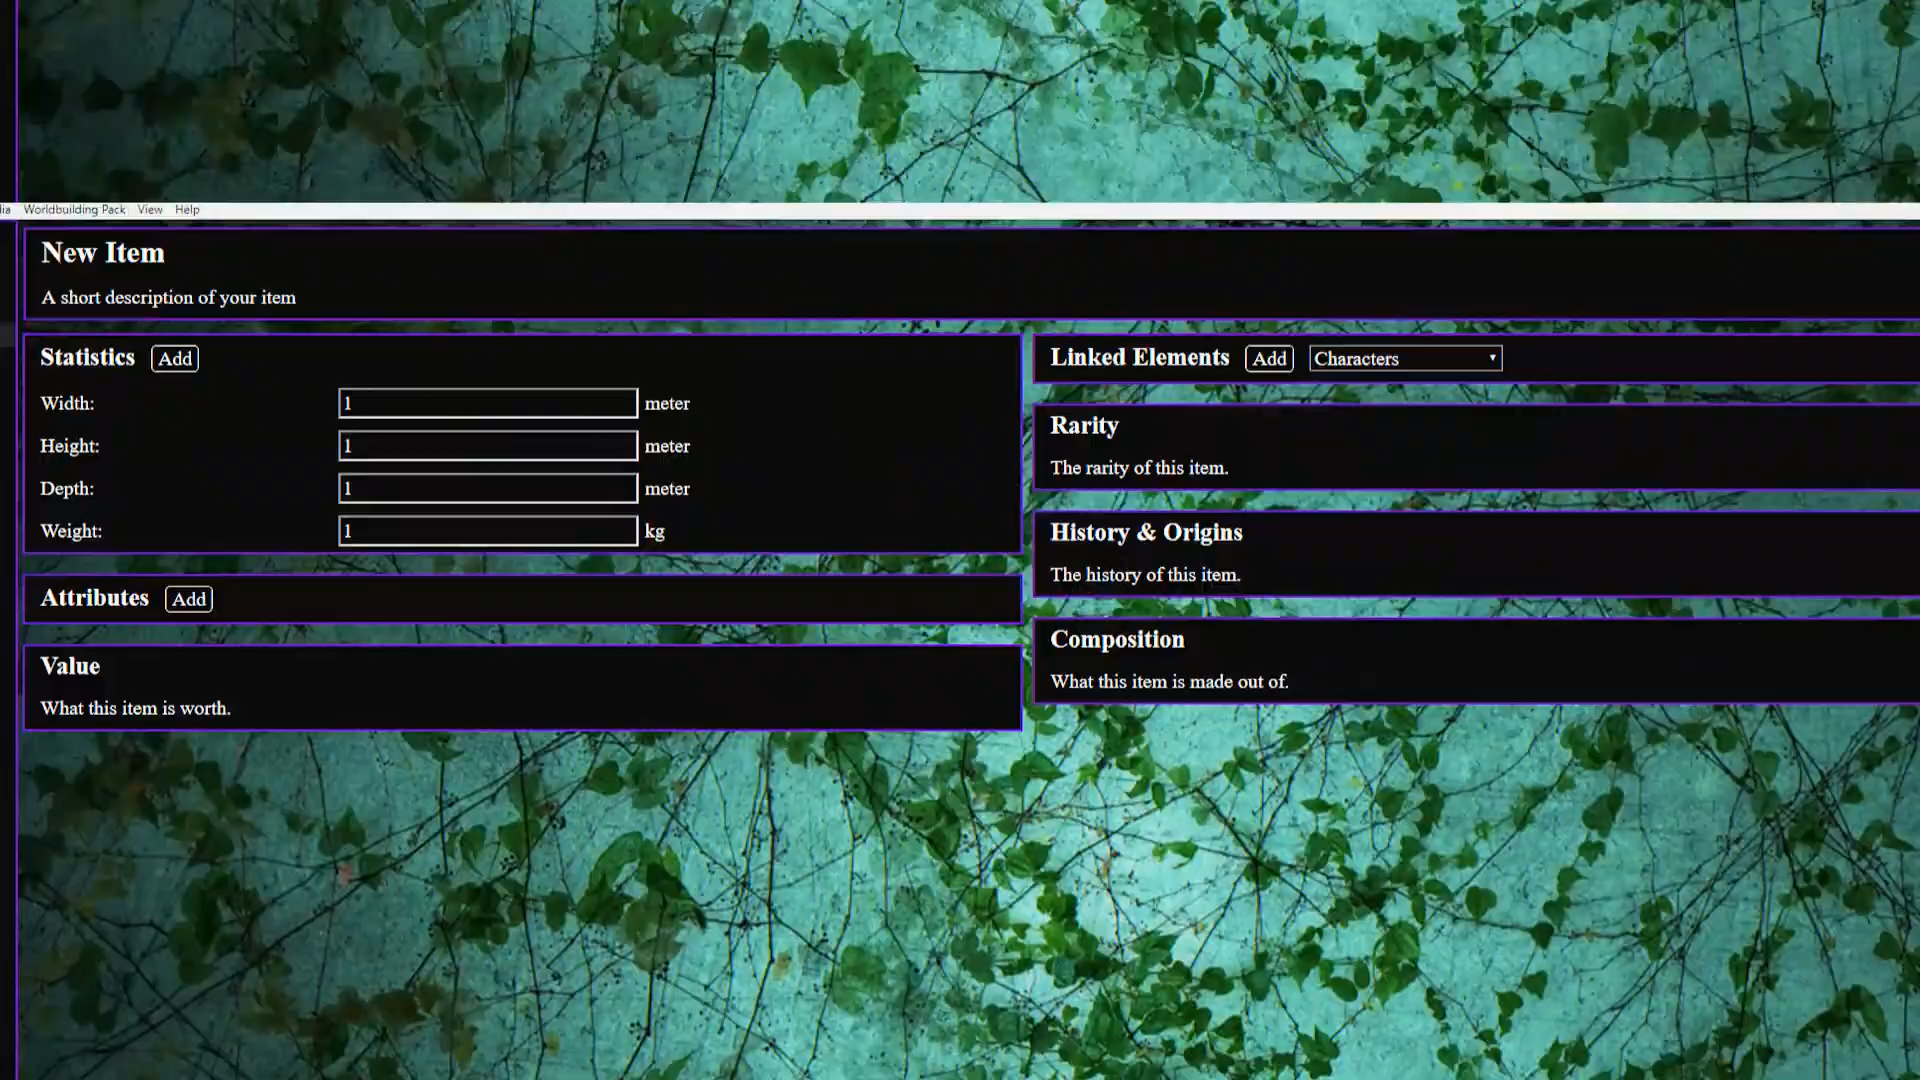 Worldbuilding Pack View Help
New Item
A short description of your item
Statistics Add
Width: 1 meter
Height: 1 meter
Depth: 1 meter
Weight: 1 kg
Attributes Add
Value
What this item is worth.
Linked Elements Add Characters
Rarity
The rarity of this item.
History & Origins
The history of this item.
Composition
What this item is made out of.